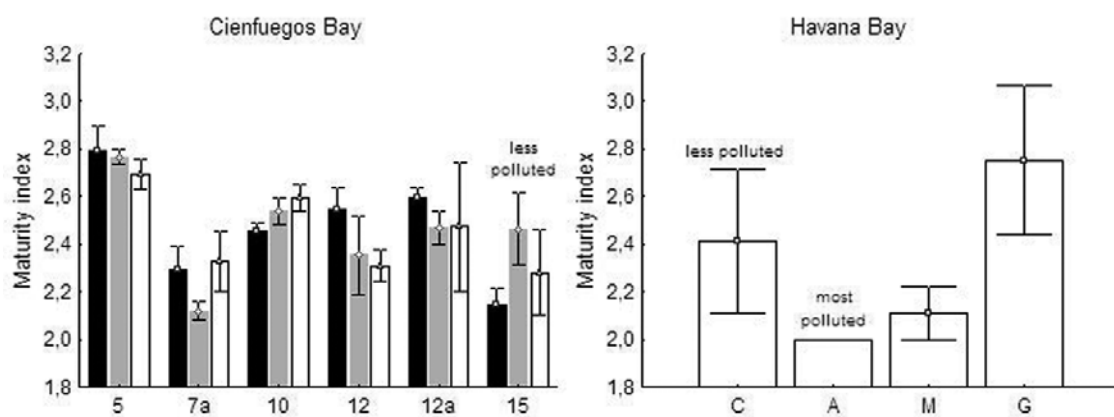 Cienfuegos Bay
Maturity index
3,2
3,0
2,8
2,6
2,4
2,2
2,0
1,8
less
polluted
5 7a 10 12 12a 15
Havana Bay
Maturity index
3,2
3,0
2,8
2,6
2,4
2,2
2,0
1,8
less polluted
most
polluted
C A M G